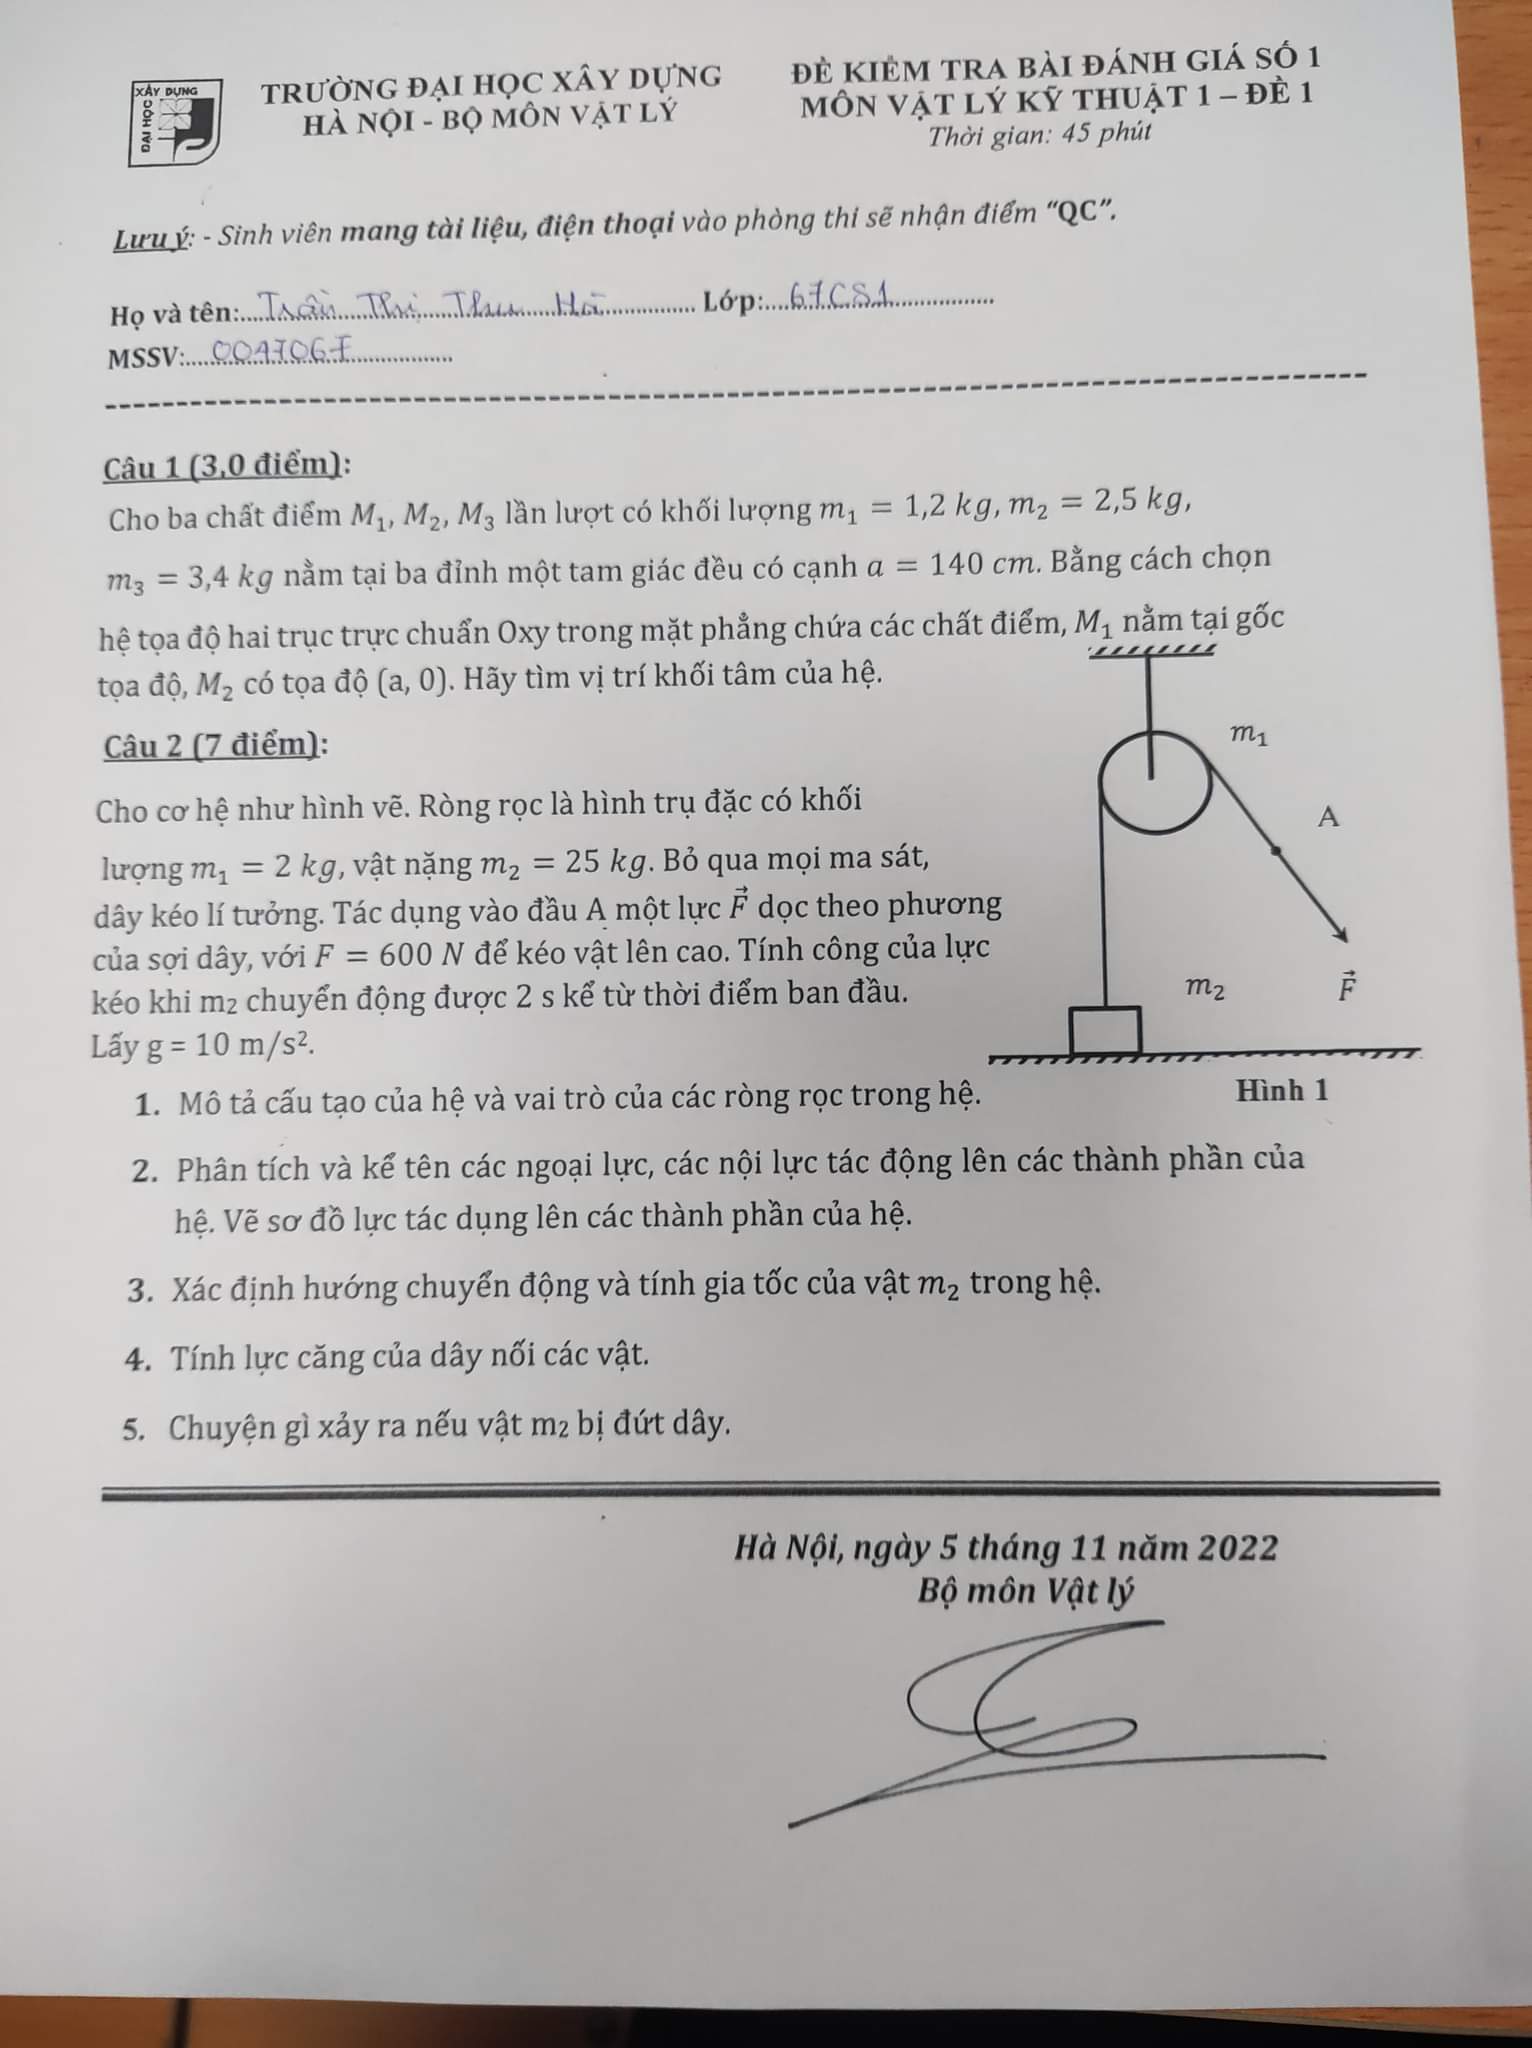 XÂY DỰNG
ĐẠI HỌC
TRƯỜNG ĐẠI HỌC XÂY DỰNG
HÀ NỘI - BỘ MÔN VẬT LÝ
ĐỀ KIỂM TRA BÀI ĐÁNH GIÁ SỐ 1
MÔN VẬT LÝ KỸ THUẬT 1 – ĐỀ 1
Thời gian: 45 phút
Lưu ý: - Sinh viên mang tài liệu, điện thoại vào phòng thi sẽ nhận điểm “QC”.
Họ và tên:....Trần Thị Thu Hà.... Lớp:....67CS1....
MSSV:....0047067....
Câu 1 (3,0 điểm):
Cho ba chất điểm M₁, M₂, M₃ lần lượt có khối lượng m₁ = 1,2 kg, m₂ = 2,5 kg,
m₃ = 3,4 kg nằm tại ba đỉnh một tam giác đều có cạnh a = 140 cm. Bằng cách chọn
hệ tọa độ hai trục trực chuẩn Oxy trong mặt phẳng chứa các chất điểm, M₁ nằm tại gốc
tọa độ, M₂ có tọa độ (a, 0). Hãy tìm vị trí khối tâm của hệ.
Câu 2 (7 điểm):
Cho cơ hệ như hình vẽ. Ròng rọc là hình trụ đặc có khối
lượng m₁ = 2 kg, vật nặng m₂ = 25 kg. Bỏ qua mọi ma sát,
dây kéo lí tưởng. Tác dụng vào đầu A một lực F⃗ dọc theo phương
của sợi dây, với F = 600 N để kéo vật lên cao. Tính công của lực
kéo khi m₂ chuyển động được 2 s kể từ thời điểm ban đầu.
Lấy g = 10 m/s².
m₁
A
m₂
F⃗
Hình 1
1. Mô tả cấu tạo của hệ và vai trò của các ròng rọc trong hệ.
2. Phân tích và kể tên các ngoại lực, các nội lực tác động lên các thành phần của
hệ. Vẽ sơ đồ lực tác dụng lên các thành phần của hệ.
3. Xác định hướng chuyển động và tính gia tốc của vật m₂ trong hệ.
4. Tính lực căng của dây nối các vật.
5. Chuyện gì xảy ra nếu vật m₂ bị đứt dây.
Hà Nội, ngày 5 tháng 11 năm 2022
Bộ môn Vật lý